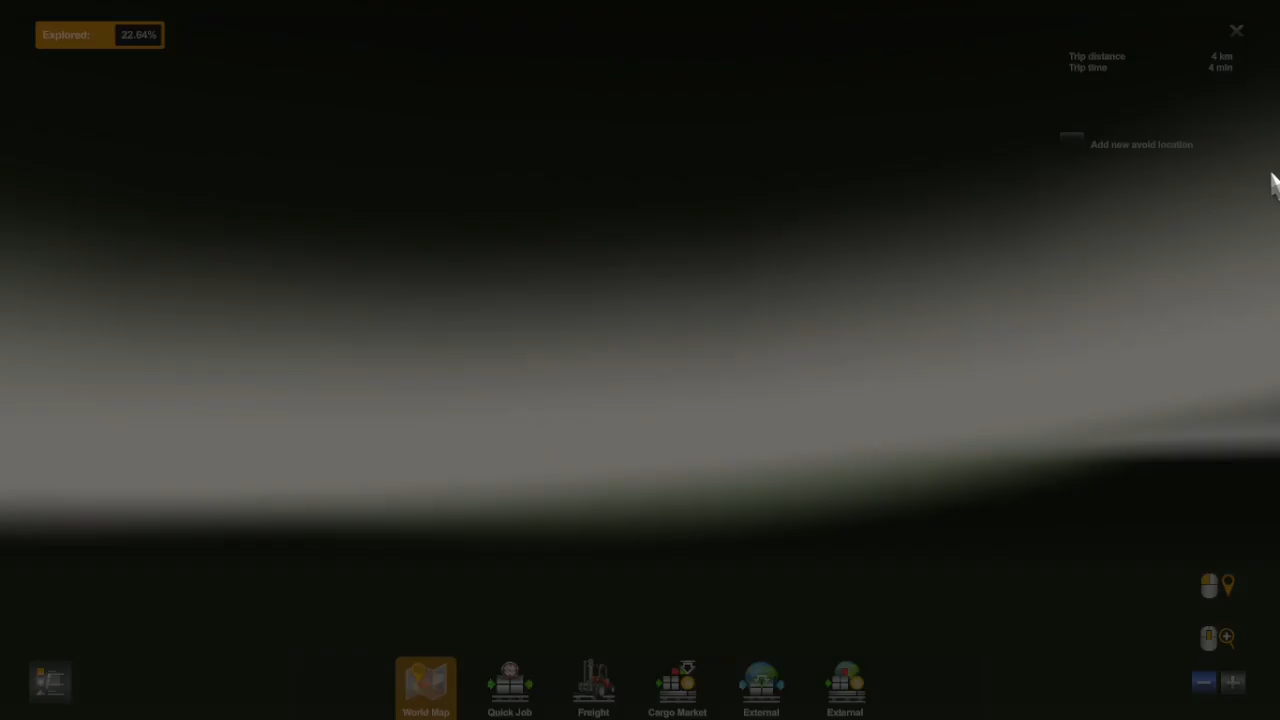 Explored: 22.64%
Trip distance 4 km
Trip time 4 min
Add new avoid location
World Map Quick Job Freight Cargo Market External External